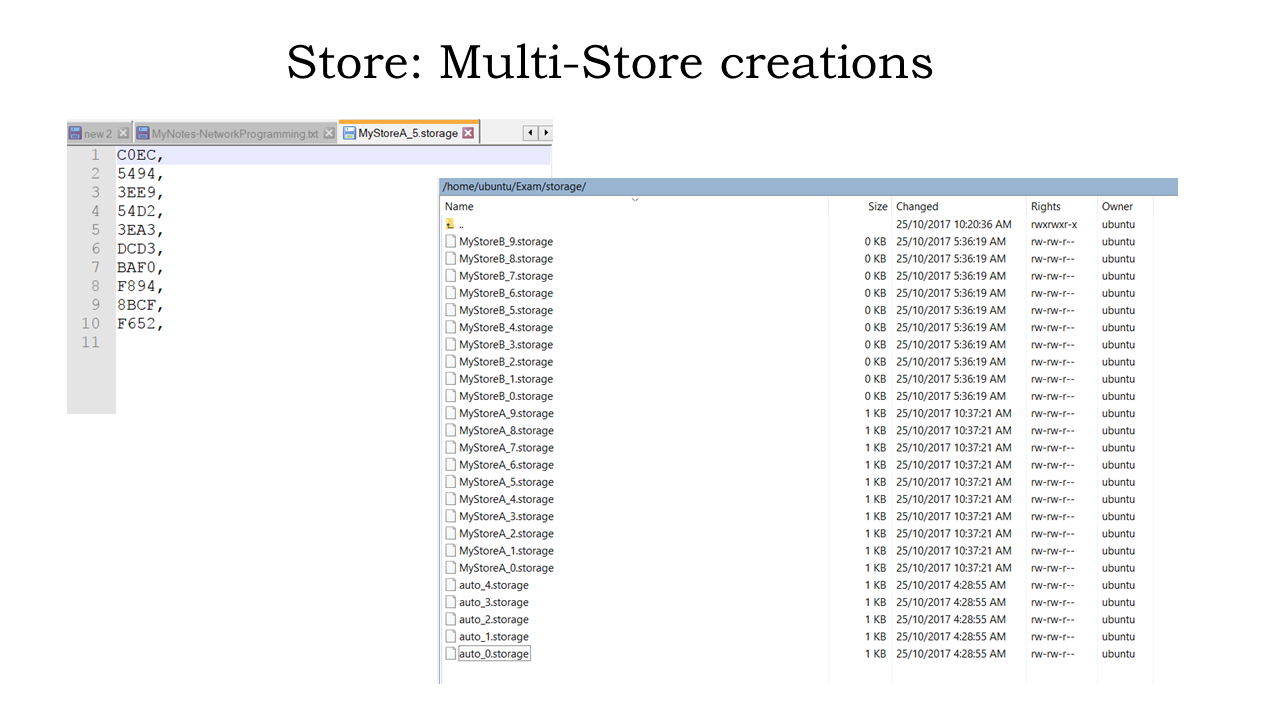 Store: Multi-Store creations
new 2 MyNotes-NetworkProgramming.txt MyStoreA_5.storage
1 C0EC,
2 5494,
3 3EE9,
4 54D2,
5 3EA3,
6 DCD3,
7 BAF0,
8 F894,
9 8BCF,
10 F652,
11
/home/ubuntu/Exam/storage/
Name Size Changed Rights Owner
.. 25/10/2017 10:20:36 AM rwxrwxr-x ubuntu
MyStoreB_9.storage 0 KB 25/10/2017 5:36:19 AM rw-rw-r-- ubuntu
MyStoreB_8.storage 0 KB 25/10/2017 5:36:19 AM rw-rw-r-- ubuntu
MyStoreB_7.storage 0 KB 25/10/2017 5:36:19 AM rw-rw-r-- ubuntu
MyStoreB_6.storage 0 KB 25/10/2017 5:36:19 AM rw-rw-r-- ubuntu
MyStoreB_5.storage 0 KB 25/10/2017 5:36:19 AM rw-rw-r-- ubuntu
MyStoreB_4.storage 0 KB 25/10/2017 5:36:19 AM rw-rw-r-- ubuntu
MyStoreB_3.storage 0 KB 25/10/2017 5:36:19 AM rw-rw-r-- ubuntu
MyStoreB_2.storage 0 KB 25/10/2017 5:36:19 AM rw-rw-r-- ubuntu
MyStoreB_1.storage 0 KB 25/10/2017 5:36:19 AM rw-rw-r-- ubuntu
MyStoreB_0.storage 0 KB 25/10/2017 5:36:19 AM rw-rw-r-- ubuntu
MyStoreA_9.storage 1 KB 25/10/2017 10:37:21 AM rw-rw-r-- ubuntu
MyStoreA_8.storage 1 KB 25/10/2017 10:37:21 AM rw-rw-r-- ubuntu
MyStoreA_7.storage 1 KB 25/10/2017 10:37:21 AM rw-rw-r-- ubuntu
MyStoreA_6.storage 1 KB 25/10/2017 10:37:21 AM rw-rw-r-- ubuntu
MyStoreA_5.storage 1 KB 25/10/2017 10:37:21 AM rw-rw-r-- ubuntu
MyStoreA_4.storage 1 KB 25/10/2017 10:37:21 AM rw-rw-r-- ubuntu
MyStoreA_3.storage 1 KB 25/10/2017 10:37:21 AM rw-rw-r-- ubuntu
MyStoreA_2.storage 1 KB 25/10/2017 10:37:21 AM rw-rw-r-- ubuntu
MyStoreA_1.storage 1 KB 25/10/2017 10:37:21 AM rw-rw-r-- ubuntu
MyStoreA_0.storage 1 KB 25/10/2017 10:37:21 AM rw-rw-r-- ubuntu
auto_4.storage 1 KB 25/10/2017 4:28:55 AM rw-rw-r-- ubuntu
auto_3.storage 1 KB 25/10/2017 4:28:55 AM rw-rw-r-- ubuntu
auto_2.storage 1 KB 25/10/2017 4:28:55 AM rw-rw-r-- ubuntu
auto_1.storage 1 KB 25/10/2017 4:28:55 AM rw-rw-r-- ubuntu
auto_0.storage 1 KB 25/10/2017 4:28:55 AM rw-rw-r-- ubuntu